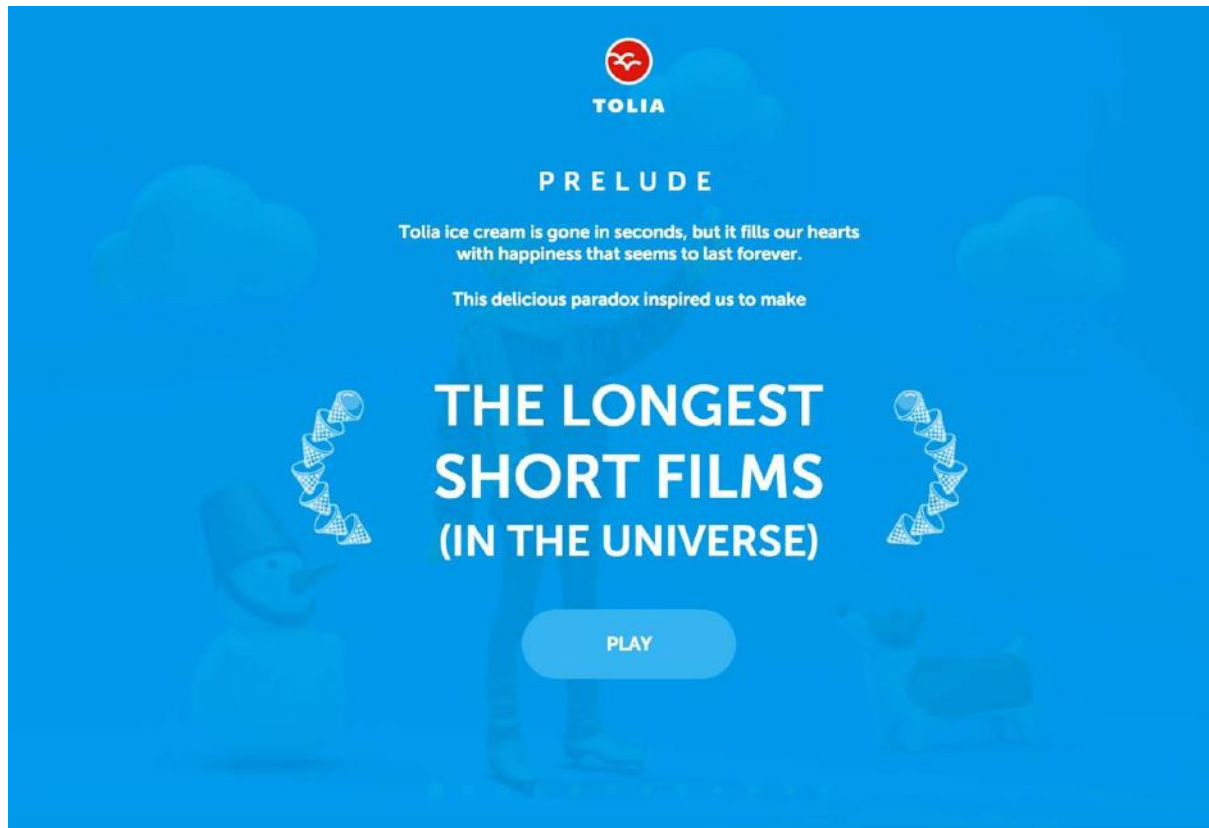 TOLIA
PRELUDE
Tolia ice cream is gone in seconds, but it fills our hearts
with happiness that seems to last forever.
This delicious paradox inspired us to make
THE LONGEST
SHORT FILMS
(IN THE UNIVERSE)
PLAY